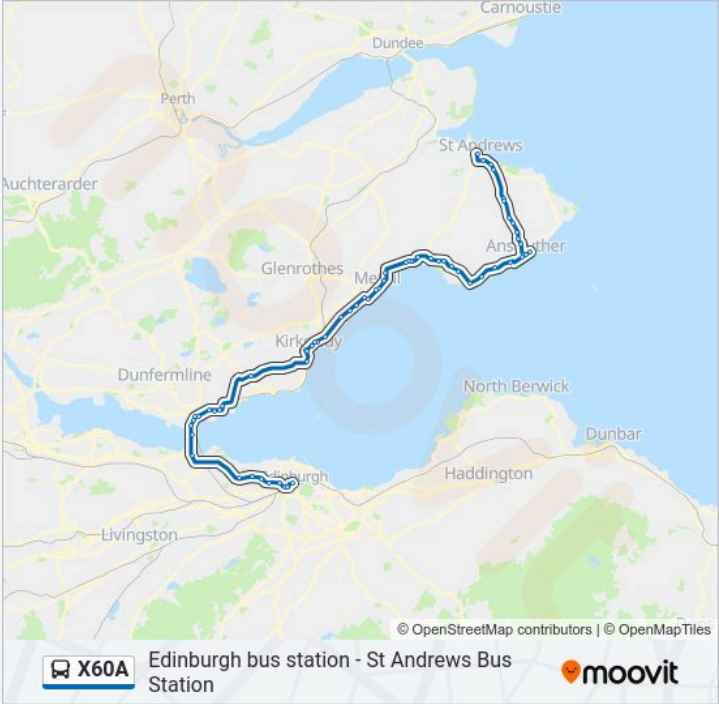 Carnoustie
Dundee
Perth
St Andrews
Auchterarder
Glenrothes
Dunfermline
North Berwick
Dunbar
Haddington
Livingston
© OpenStreetMap contributors | © OpenMapTiles
X60A
Edinburgh bus station - St Andrews Bus
Station
moovit